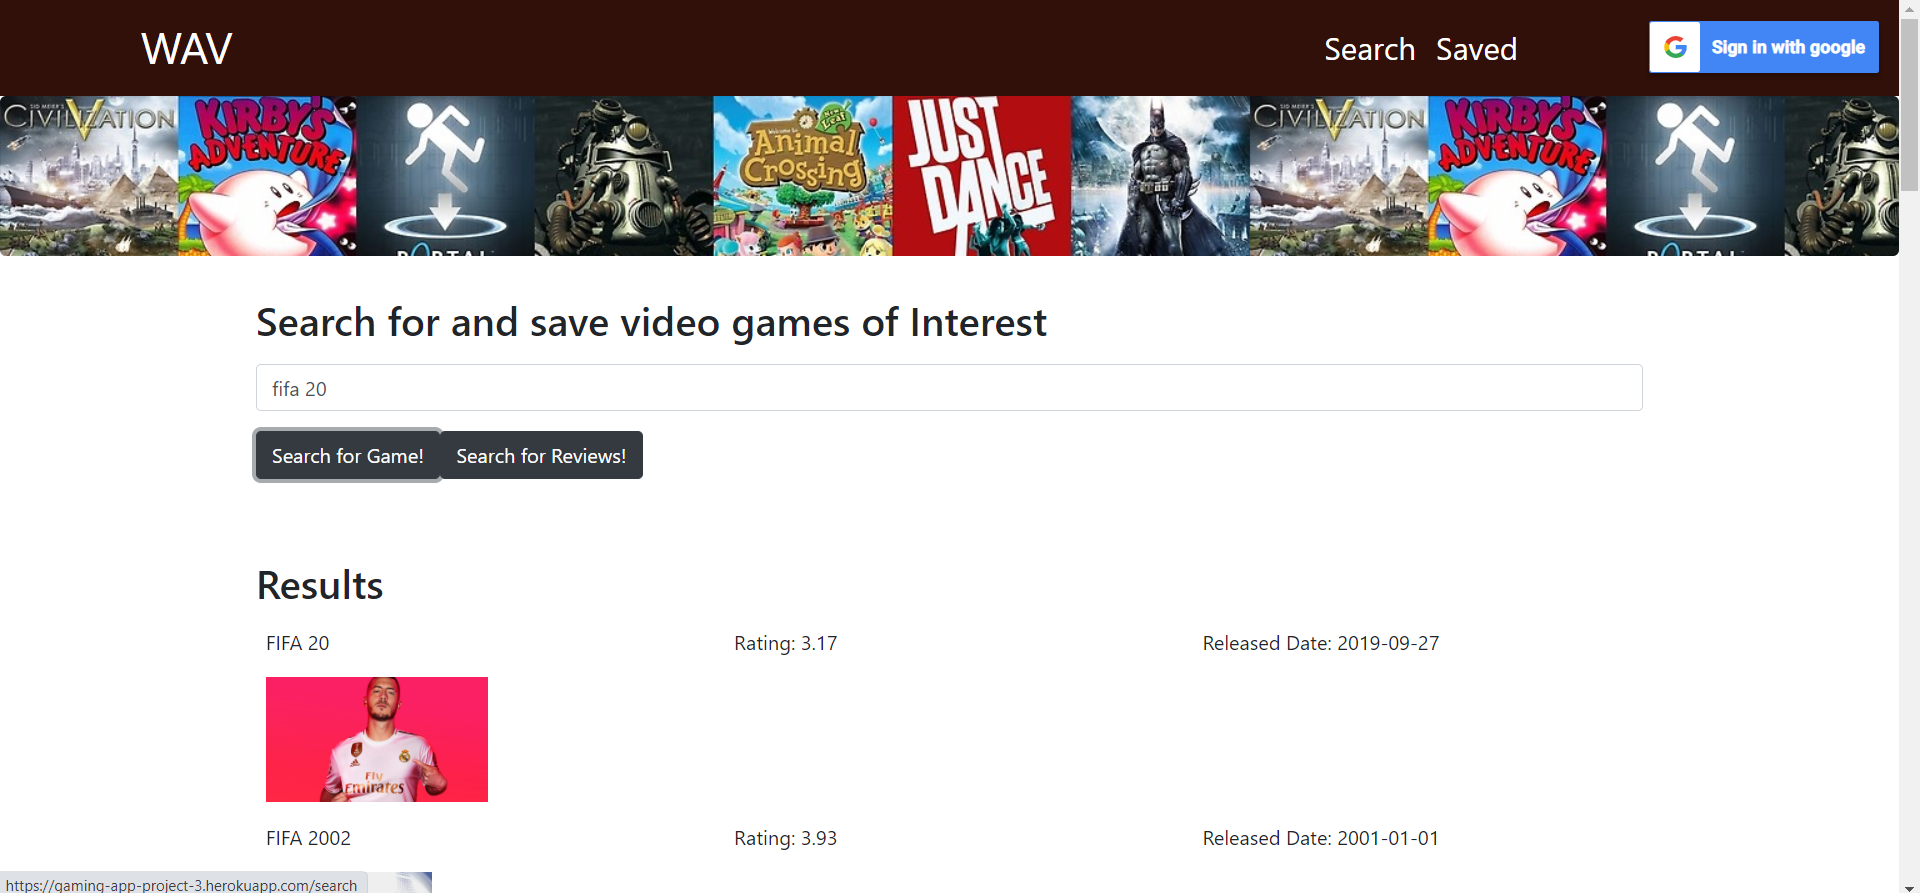 WAV
Search Saved
Sign in with google
SID MEIER'S
CIVILIZATION
V
KIRBY'S
ADVENTURE
PORTAL
Welcome to
Animal
Crossing
New
Leaf
JUST
DANCE
SID MEIER'S
CIVILIZATION
V
KIRBY'S
ADVENTURE
PORTAL
Search for and save video games of Interest
fifa 20
Search for Game! Search for Reviews!
Results
FIFA 20 Rating: 3.17 Released Date: 2019-09-27
Fly
Emirates
FIFA 2002 Rating: 3.93 Released Date: 2001-01-01
https://gaming-app-project-3.herokuapp.com/search